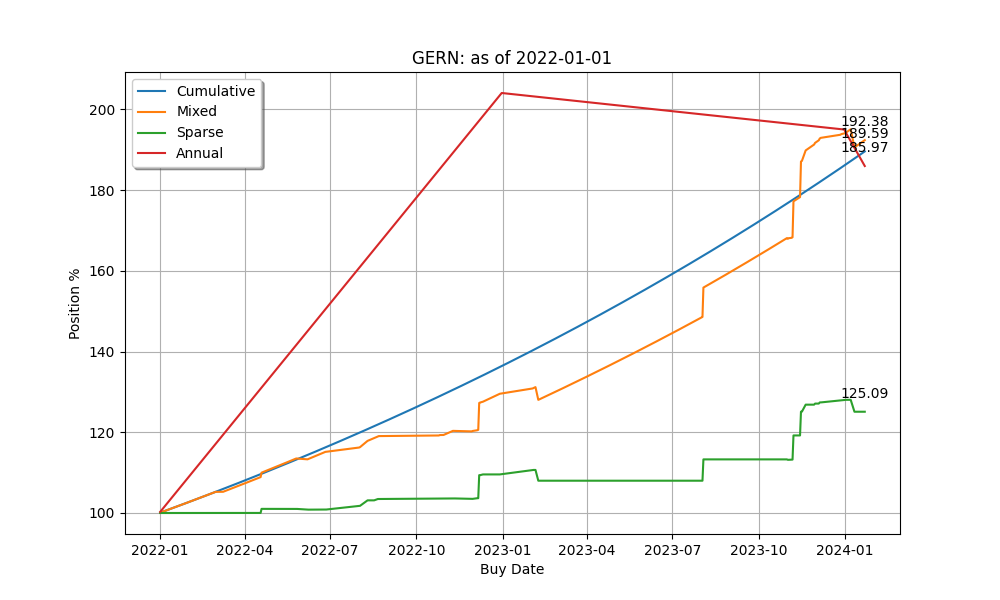 GERN: as of 2022-01-01
Cumulative
Mixed
Sparse
Annual
192.38
189.59
185.97
125.09
Position %
200
180
160
140
120
100
2022-01 2022-04 2022-07 2022-10 2023-01 2023-04 2023-07 2023-10 2024-01
Buy Date